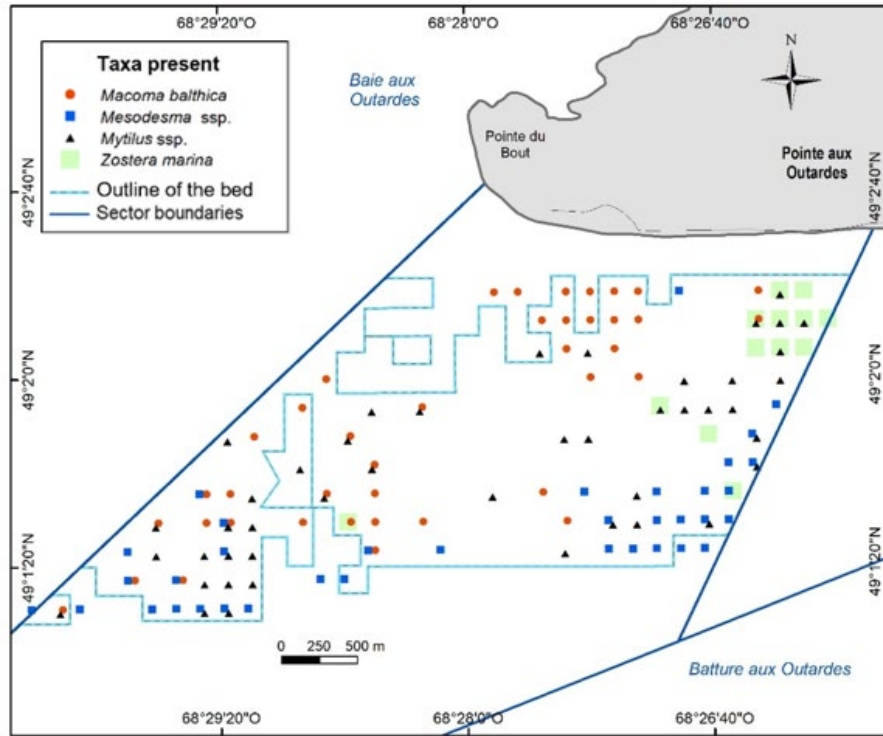 68°29'20"O 68°28'0"O 68°26'40"O
Taxa present
Macoma balthica
Mesodesma ssp.
Mytilus ssp.
Zostera marina
Outline of the bed
Sector boundaries
Baie aux
Outardes
N
Pointe du
Bout
Pointe aux
Outardes
49°2'40"N 49°2'40"N
49°2'0"N 49°2'0"N
49°1'20"N 49°1'20"N
0 250 500 m
Batture aux Outardes
68°29'20"O 68°28'0"O 68°26'40"O